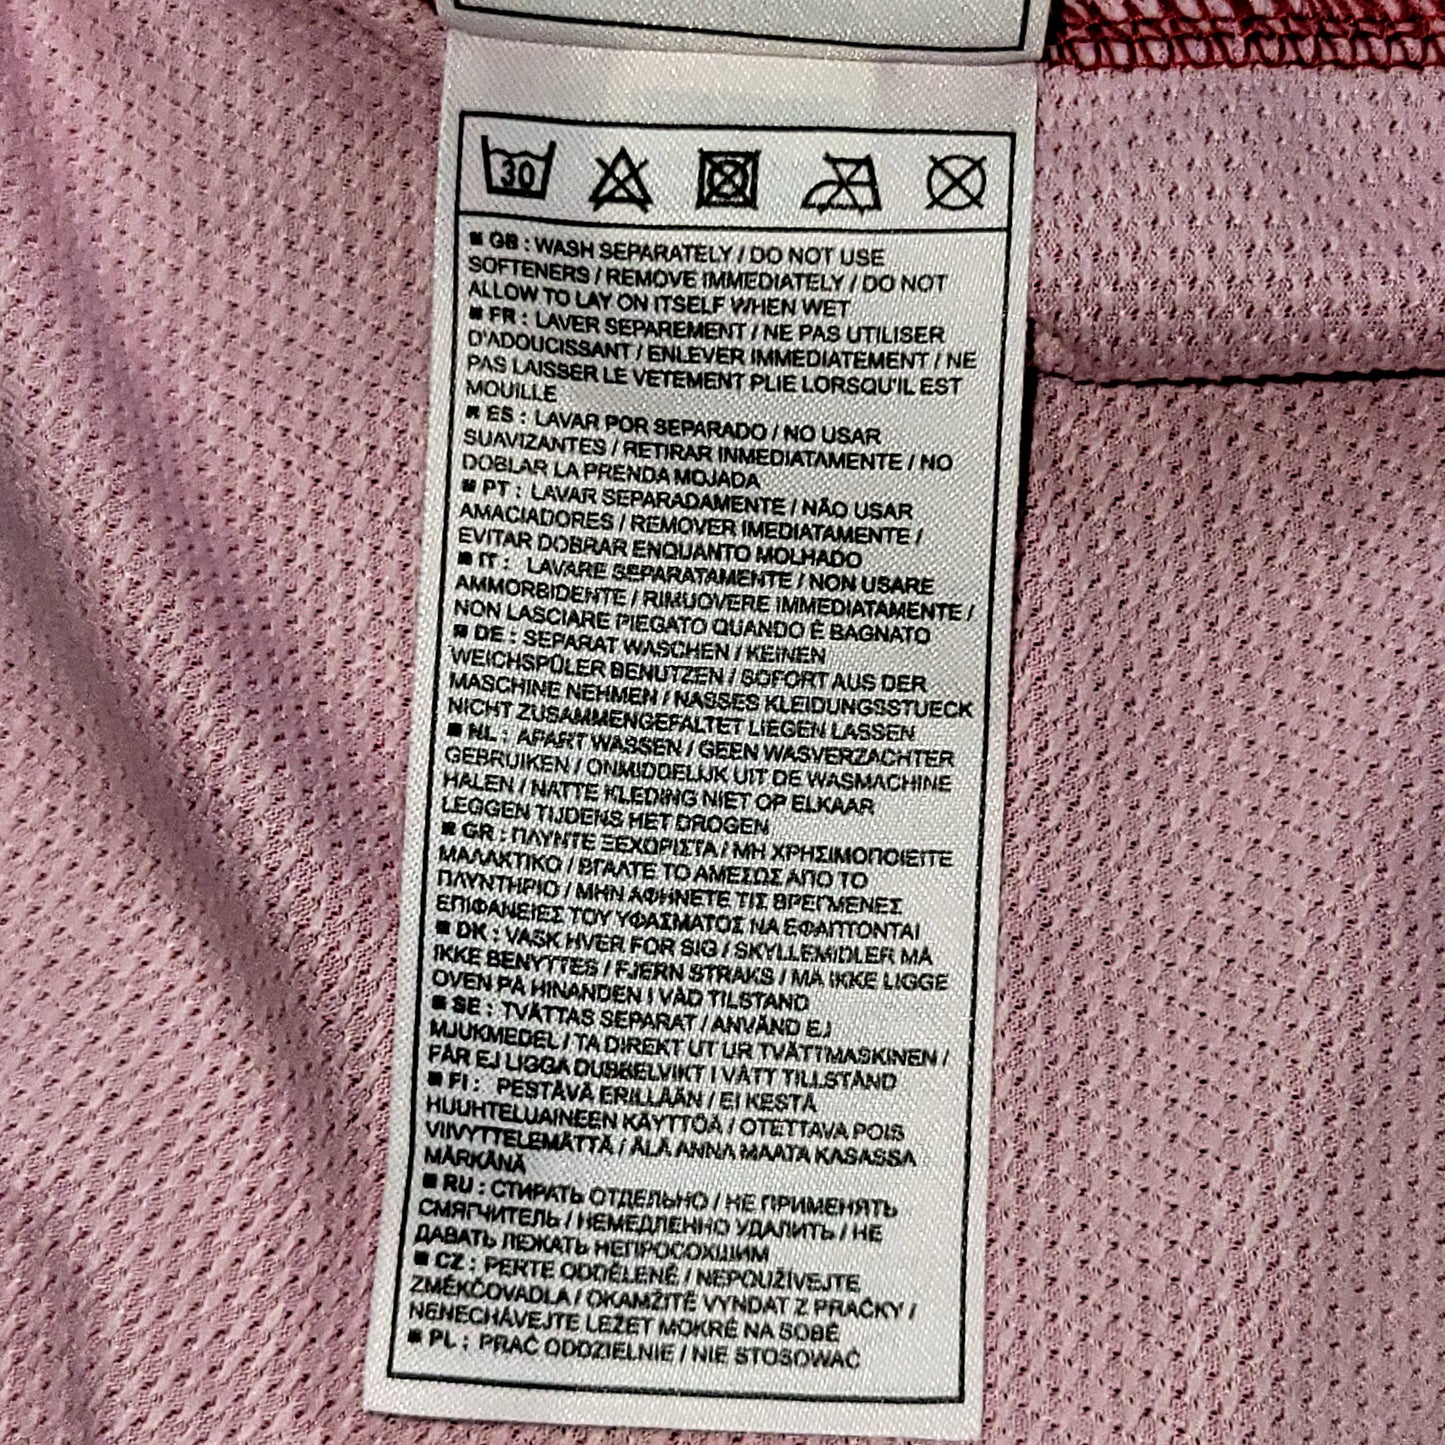 30
■ GB : WASH SEPARATELY / DO NOT USE
SOFTENERS / REMOVE IMMEDIATELY / DO NOT
ALLOW TO LAY ON ITSELF WHEN WET
■ FR : LAVER SEPAREMENT / NE PAS UTILISER
D'ADOUCISSANT / ENLEVER IMMEDIATEMENT / NE
PAS LAISSER LE VETEMENT PLIE LORSQU'IL EST
MOUILLE
■ ES : LAVAR POR SEPARADO / NO USAR
SUAVIZANTES / RETIRAR INMEDIATAMENTE / NO
DOBLAR LA PRENDA MOJADA
■ PT : LAVAR SEPARADAMENTE / NÃO USAR
AMACIADORES / REMOVER IMEDIATAMENTE /
EVITAR DOBRAR ENQUANTO MOLHADO
■ IT : LAVARE SEPARATAMENTE / NON USARE
AMMORBIDENTE / RIMUOVERE IMMEDIATAMENTE /
NON LASCIARE PIEGATO QUANDO È BAGNATO
■ DE : SEPARAT WASCHEN / KEINEN
WEICHSPÜLER BENUTZEN / SOFORT AUS DER
MASCHINE NEHMEN / NASSES KLEIDUNGSSTUECK
NICHT ZUSAMMENGEFALTET LIEGEN LASSEN
■ NL : APART WASSEN / GEEN WASVERZACHTER
GEBRUIKEN / ONMIDDELIJK UIT DE WASMACHINE
HALEN / NATTE KLEDING NIET OP ELKAAR
LEGGEN TIJDENS HET DROGEN
■ GR : ΠΛΥΝΤΕ ΞΕΧΩΡΙΣΤΑ / ΜΗ ΧΡΗΣΙΜΟΠΟΙΕΙΤΕ
ΜΑΛΑΚΤΙΚΟ / ΒΓΑΛΤΕ ΤΟ ΑΜΕΣΩΣ ΑΠΟ ΤΟ
ΠΛΥΝΤΗΡΙΟ / ΜΗΝ ΑΦΗΝΕΤΕ ΤΙΣ ΒΡΕΓΜΕΝΕΣ
ΕΠΙΦΑΝΕΙΕΣ ΤΟΥ ΥΦΑΣΜΑΤΟΣ ΝΑ ΕΦΑΠΤΟΝΤΑΙ
■ DK : VASK HVER FOR SIG / SKYLLEMIDLER MA
IKKE BENYTTES / FJERN STRAKS / MA IKKE LIGGE
OVEN PA HINANDEN I VAD TILSTAND
■ SE : TVÄTTAS SEPARAT / ANVÄND EJ
MJUKMEDEL / TA DIREKT UT UR TVÄTTMASKINEN /
FÅR EJ LIGGA DUBBELVIKT I VÅTT TILLSTÅND
■ FI : PESTÄVÄ ERILLÄÄN / EI KESTÄ
HUUHTELUAINEEN KÄYTTÖÄ / OTETTAVA POIS
VIIVYTTELEMÄTTÄ / ÄLÄ ANNA MAATA KASASSA
MÄRKÄNÄ
■ RU : СТИРАТЬ ОТДЕЛЬНО / НЕ ПРИМЕНЯТЬ
СМЯГЧИТЕЛЬ / НЕМЕДЛЕННО УДАЛИТЬ / НЕ
ДАВАТЬ ЛЕЖАТЬ НЕПРОСОХШИМ
■ CZ : PERTE ODDĚLENĚ / NEPOUŽÍVEJTE
ZMĚKČOVADLA / OKAMŽITĚ VYNDAT Z PRAČKY /
NENECHÁVEJTE LEŽET MOKRÉ NA SOBĚ
■ PL : PRAĆ ODDZIELNIE / NIE STOSOWAĆ